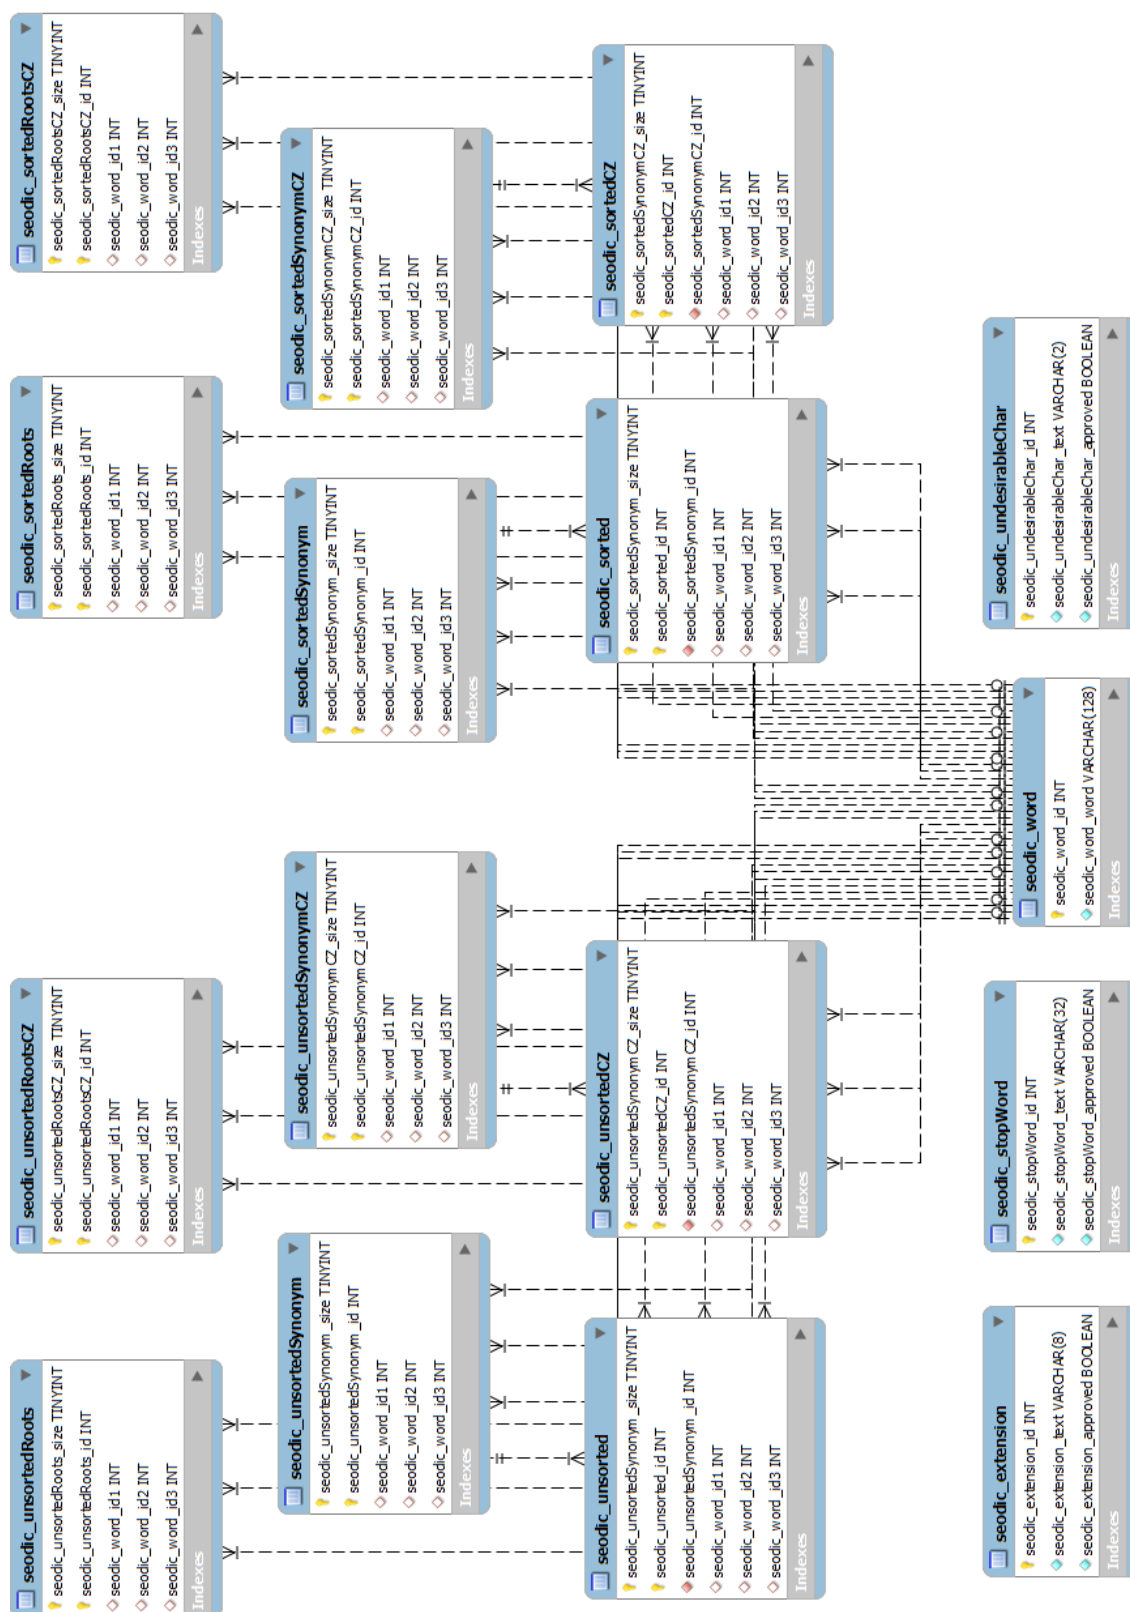 seodic_unsortedRoots
seodic_unsortedRoots_size TINYINT
seodic_unsortedRoots_id INT
seodic_word_id1 INT
seodic_word_id2 INT
seodic_word_id3 INT
Indexes
seodic_unsortedRootsCZ
seodic_unsortedRootsCZ_size TINYINT
seodic_unsortedRootsCZ_id INT
seodic_word_id1 INT
seodic_word_id2 INT
seodic_word_id3 INT
Indexes
seodic_sortedRoots
seodic_sortedRoots_size TINYINT
seodic_sortedRoots_id INT
seodic_word_id1 INT
seodic_word_id2 INT
seodic_word_id3 INT
Indexes
seodic_sortedRootsCZ
seodic_sortedRootsCZ_size TINYINT
seodic_sortedRootsCZ_id INT
seodic_word_id1 INT
seodic_word_id2 INT
seodic_word_id3 INT
Indexes
seodic_unsortedSynonym
seodic_unsortedSynonym_size TINYINT
seodic_unsortedSynonym_id INT
seodic_word_id1 INT
seodic_word_id2 INT
seodic_word_id3 INT
Indexes
seodic_unsortedSynonymCZ
seodic_unsortedSynonymCZ_size TINYINT
seodic_unsortedSynonymCZ_id INT
seodic_word_id1 INT
seodic_word_id2 INT
seodic_word_id3 INT
Indexes
seodic_sortedSynonym
seodic_sortedSynonym_size TINYINT
seodic_sortedSynonym_id INT
seodic_word_id1 INT
seodic_word_id2 INT
seodic_word_id3 INT
Indexes
seodic_sortedSynonymCZ
seodic_sortedSynonymCZ_size TINYINT
seodic_sortedSynonymCZ_id INT
seodic_word_id1 INT
seodic_word_id2 INT
seodic_word_id3 INT
Indexes
seodic_unsorted
seodic_unsortedSynonym_size TINYINT
seodic_unsorted_id INT
seodic_unsortedSynonym_id INT
seodic_word_id1 INT
seodic_word_id2 INT
seodic_word_id3 INT
Indexes
seodic_unsortedCZ
seodic_unsortedSynonymCZ_size TINYINT
seodic_unsortedCZ_id INT
seodic_unsortedSynonymCZ_id INT
seodic_word_id1 INT
seodic_word_id2 INT
seodic_word_id3 INT
Indexes
seodic_sorted
seodic_sortedSynonym_size TINYINT
seodic_sorted_id INT
seodic_sortedSynonym_id INT
seodic_word_id1 INT
seodic_word_id2 INT
seodic_word_id3 INT
Indexes
seodic_sortedCZ
seodic_sortedSynonymCZ_size TINYINT
seodic_sortedCZ_id INT
seodic_sortedSynonymCZ_id INT
seodic_word_id1 INT
seodic_word_id2 INT
seodic_word_id3 INT
Indexes
seodic_extension
seodic_extension_id INT
seodic_extension_text VARCHAR(8)
seodic_extension_approved BOOLEAN
Indexes
seodic_stopWord
seodic_stopWord_id INT
seodic_stopWord_text VARCHAR(32)
seodic_stopWord_approved BOOLEAN
Indexes
seodic_word
seodic_word_id INT
seodic_word_word VARCHAR(128)
Indexes
seodic_undesirableChar
seodic_undesirableChar_id INT
seodic_undesirableChar_text VARCHAR(2)
seodic_undesirableChar_approved BOOLEAN
Indexes